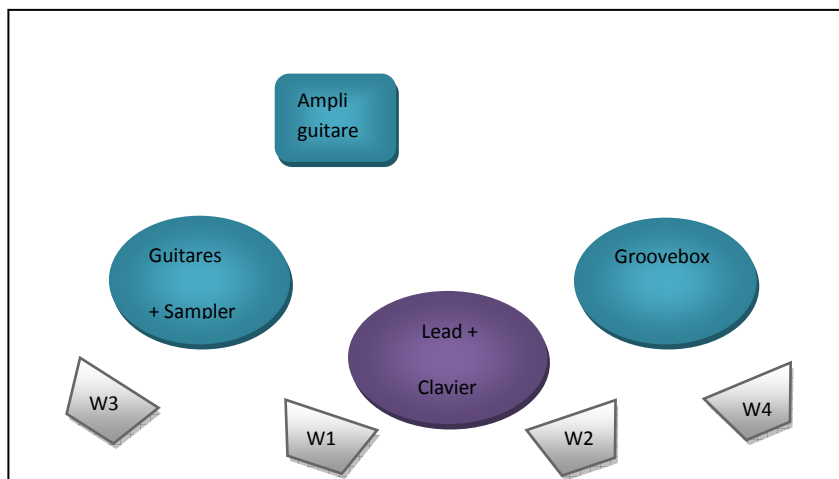 Ampli
guitare
Guitares
+ Sampler
Groovebox
Lead +
Clavier
W3
W1
W2
W4